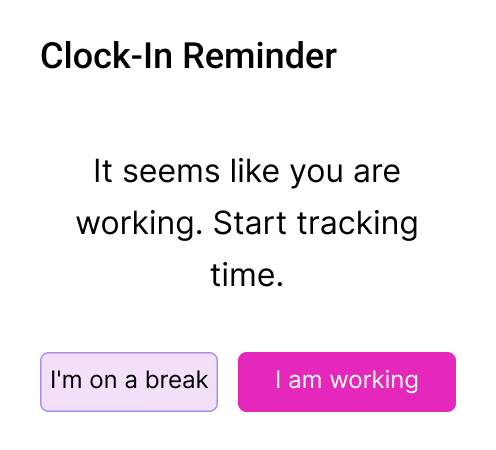 Clock-In Reminder
It seems like you are
working. Start tracking
time.
I'm on a break
I am working